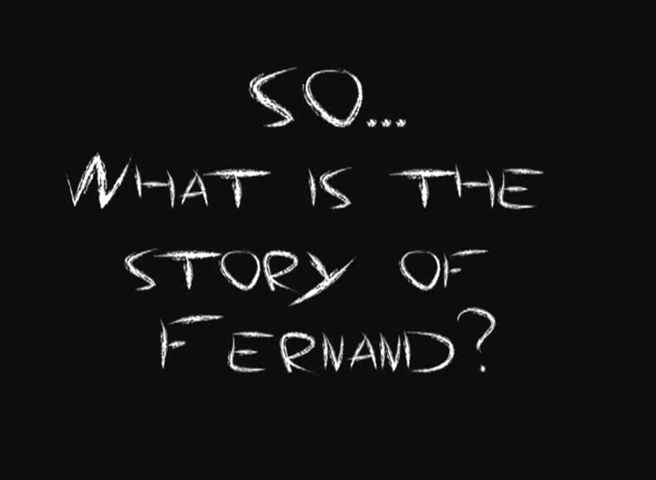 SO...
WHAT IS THE
STORY OF
FERNAND?